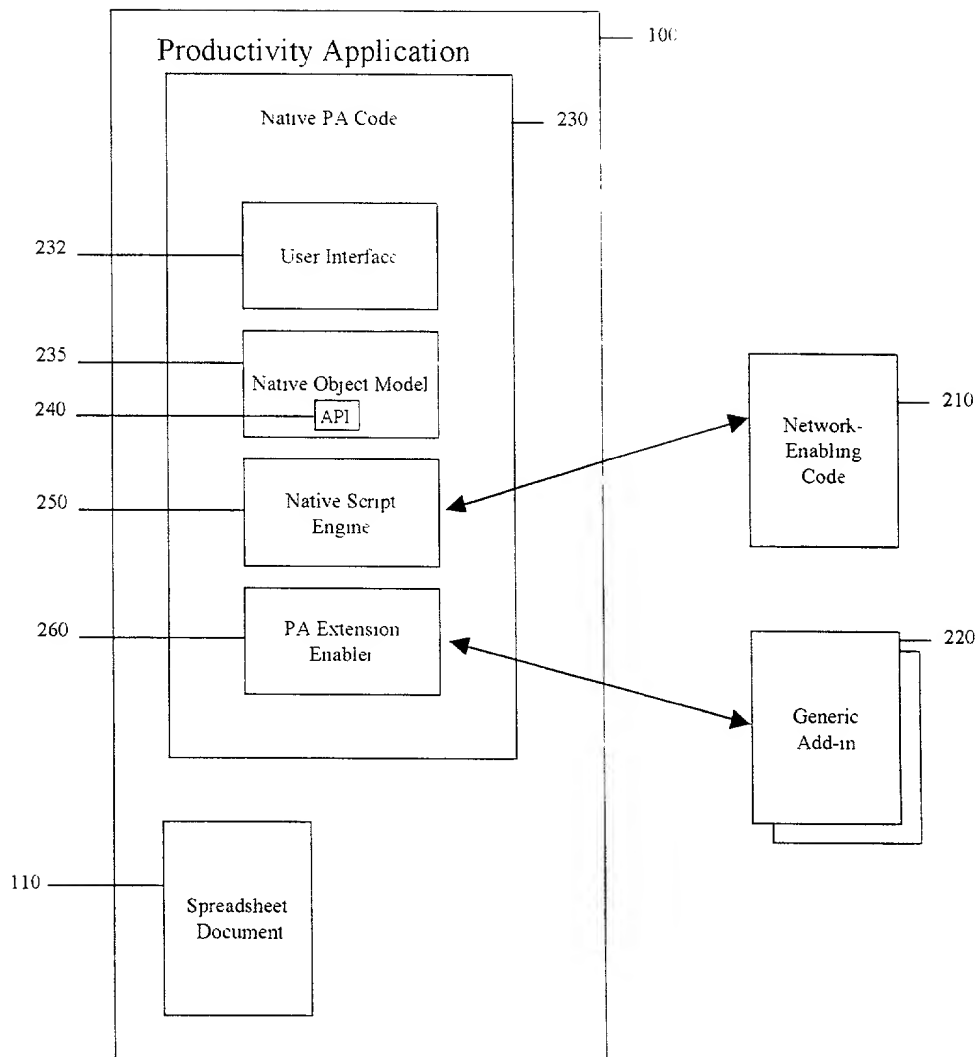 Productivity Application
100
Native PA Code
230
232
User Interface
235
Native Object Model
240
API
210
Network-
Enabling
Code
250
Native Script
Engine
260
PA Extension
Enabler
220
Generic
Add-in
110
Spreadsheet
Document